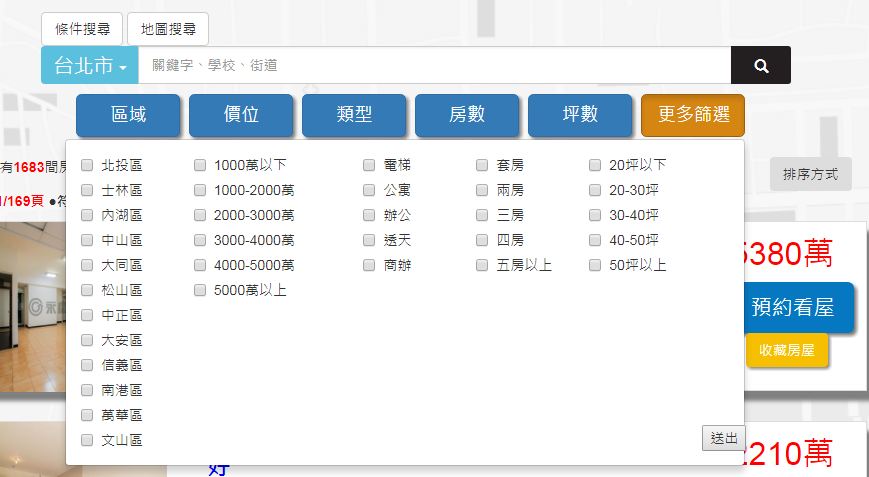 條件搜尋 地圖搜尋
台北市 關鍵字、學校、街道
區域 價位 類型 房數 坪數 更多篩選
有1683間房
1/169頁 ●符
排序方式
北投區 1000萬以下 電梯 套房 20坪以下
士林區 1000-2000萬 公寓 兩房 20-30坪
內湖區 2000-3000萬 辦公 三房 30-40坪
中山區 3000-4000萬 透天 四房 40-50坪
大同區 4000-5000萬 商辦 五房以上 50坪以上
松山區 5000萬以上
中正區
大安區
信義區
南港區
萬華區
文山區
送出
5380萬
預約看屋
收藏房屋
2210萬
好